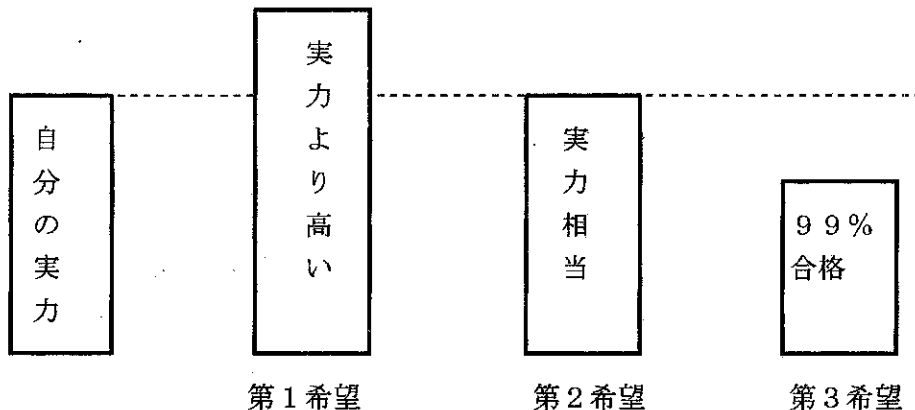 自分の実力
実力より高い
実力相当
９９％
合格
第１希望
第２希望
第３希望